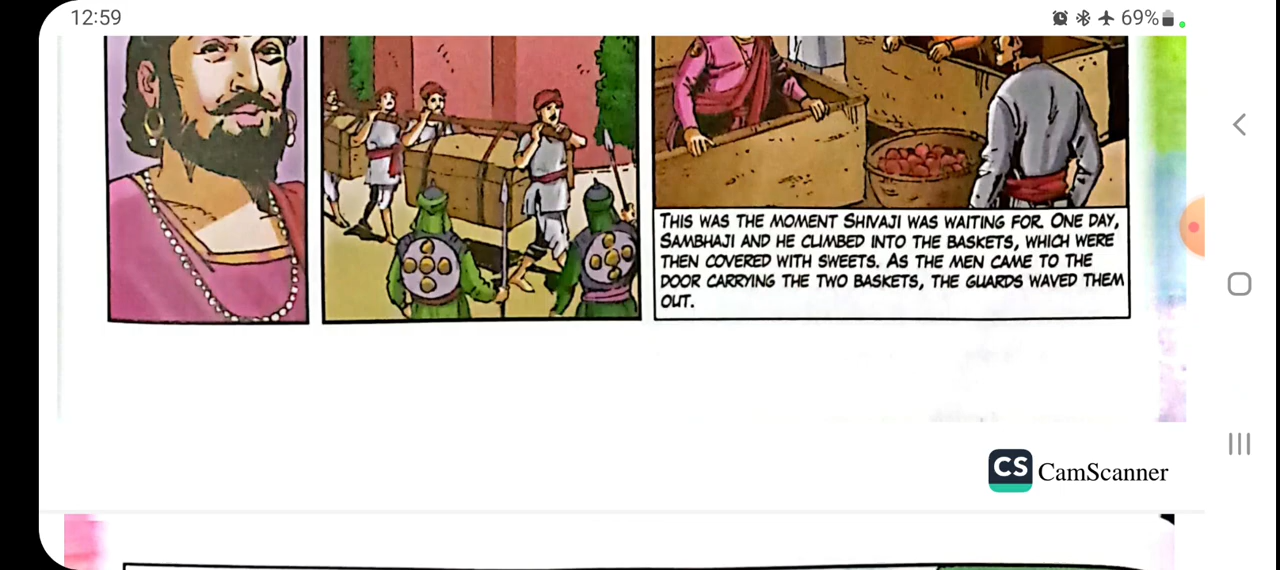 12:59
69%
THIS WAS THE MOMENT SHIVAJI WAS WAITING FOR. ONE DAY,
SAMBHAJI AND HE CLIMBED INTO THE BASKETS, WHICH WERE
THEN COVERED WITH SWEETS. AS THE MEN CAME TO THE
DOOR CARRYING THE TWO BASKETS, THE GUARDS WAVED THEM
OUT.
CS CamScanner